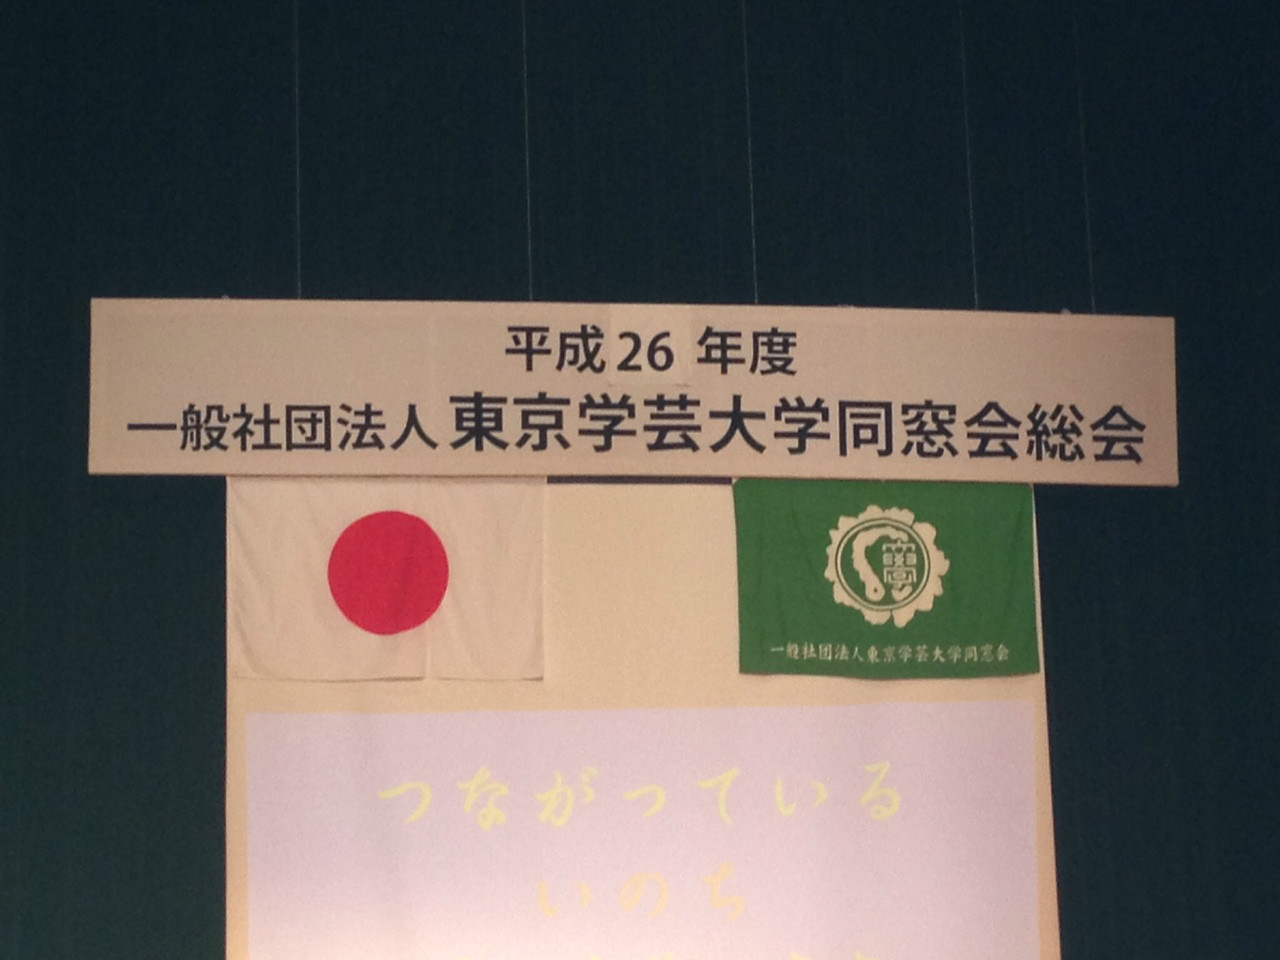 平成26年度
一般社団法人東京学芸大学同窓会総会
一般社団法人東京学芸大学同窓会
つながっている
いのち